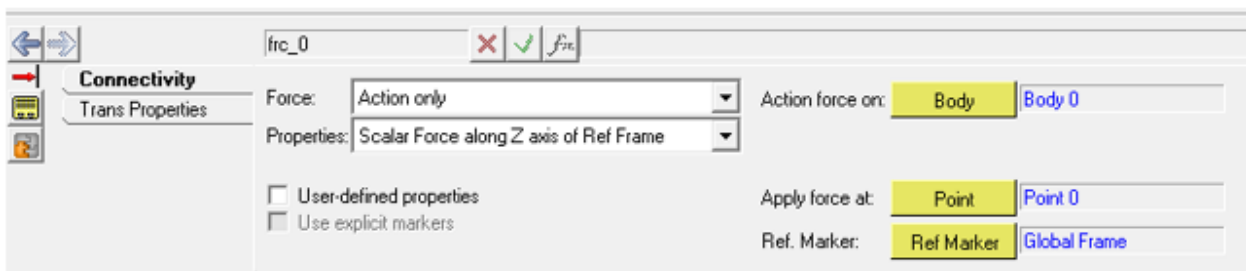 frc_0 fx
Connectivity
Trans Properties
Force: Action only Action force on: Body Body 0
Properties: Scalar Force along Z axis of Ref Frame
User-defined properties Apply force at: Point Point 0
Use explicit markers
Ref. Marker: Ref Marker Global Frame